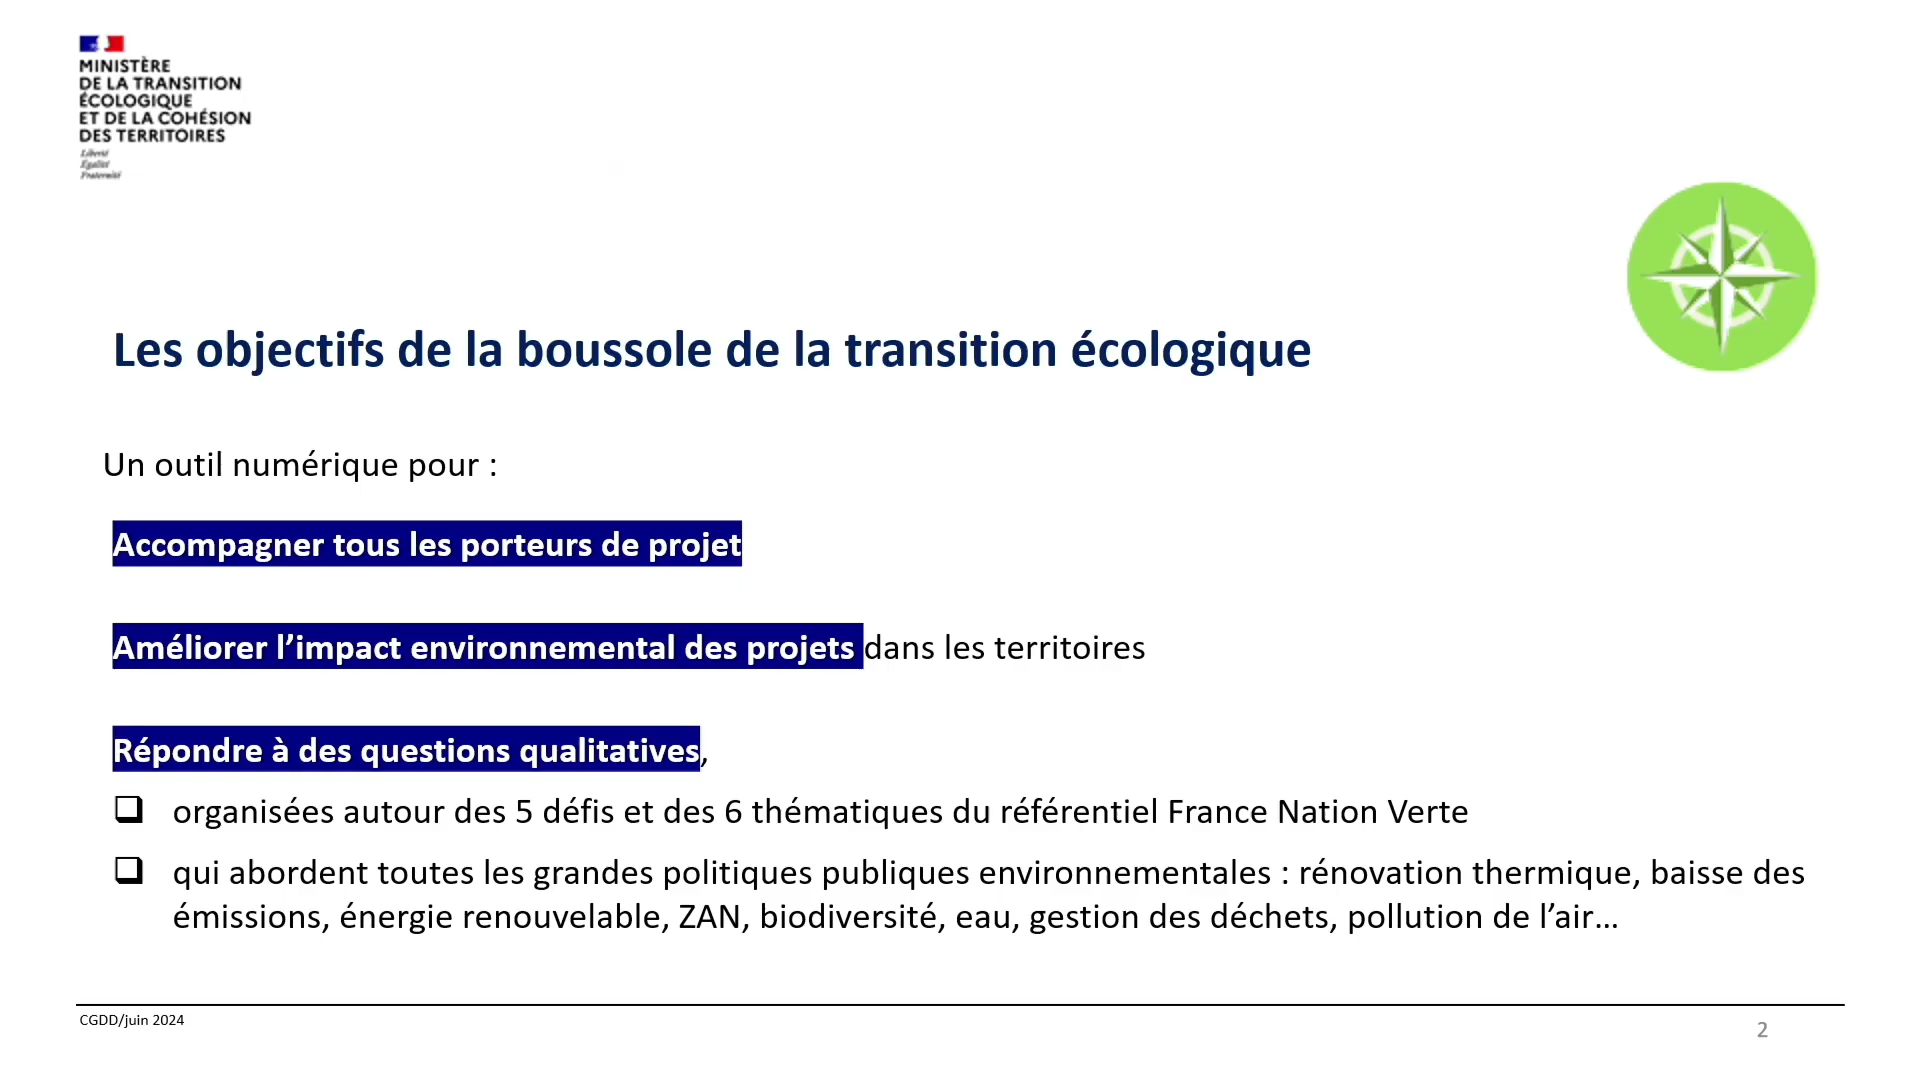 MINISTÈRE
DE LA TRANSITION
ÉCOLOGIQUE
ET DE LA COHÉSION
DES TERRITOIRES
Liberté
Égalité
Fraternité
Les objectifs de la boussole de la transition écologique
Un outil numérique pour :
Accompagner tous les porteurs de projet
Améliorer l’impact environnemental des projets dans les territoires
Répondre à des questions qualitatives,
❑ organisées autour des 5 défis et des 6 thématiques du référentiel France Nation Verte
❑ qui abordent toutes les grandes politiques publiques environnementales : rénovation thermique, baisse des
émissions, énergie renouvelable, ZAN, biodiversité, eau, gestion des déchets, pollution de l’air…
CGDD/juin 2024
2